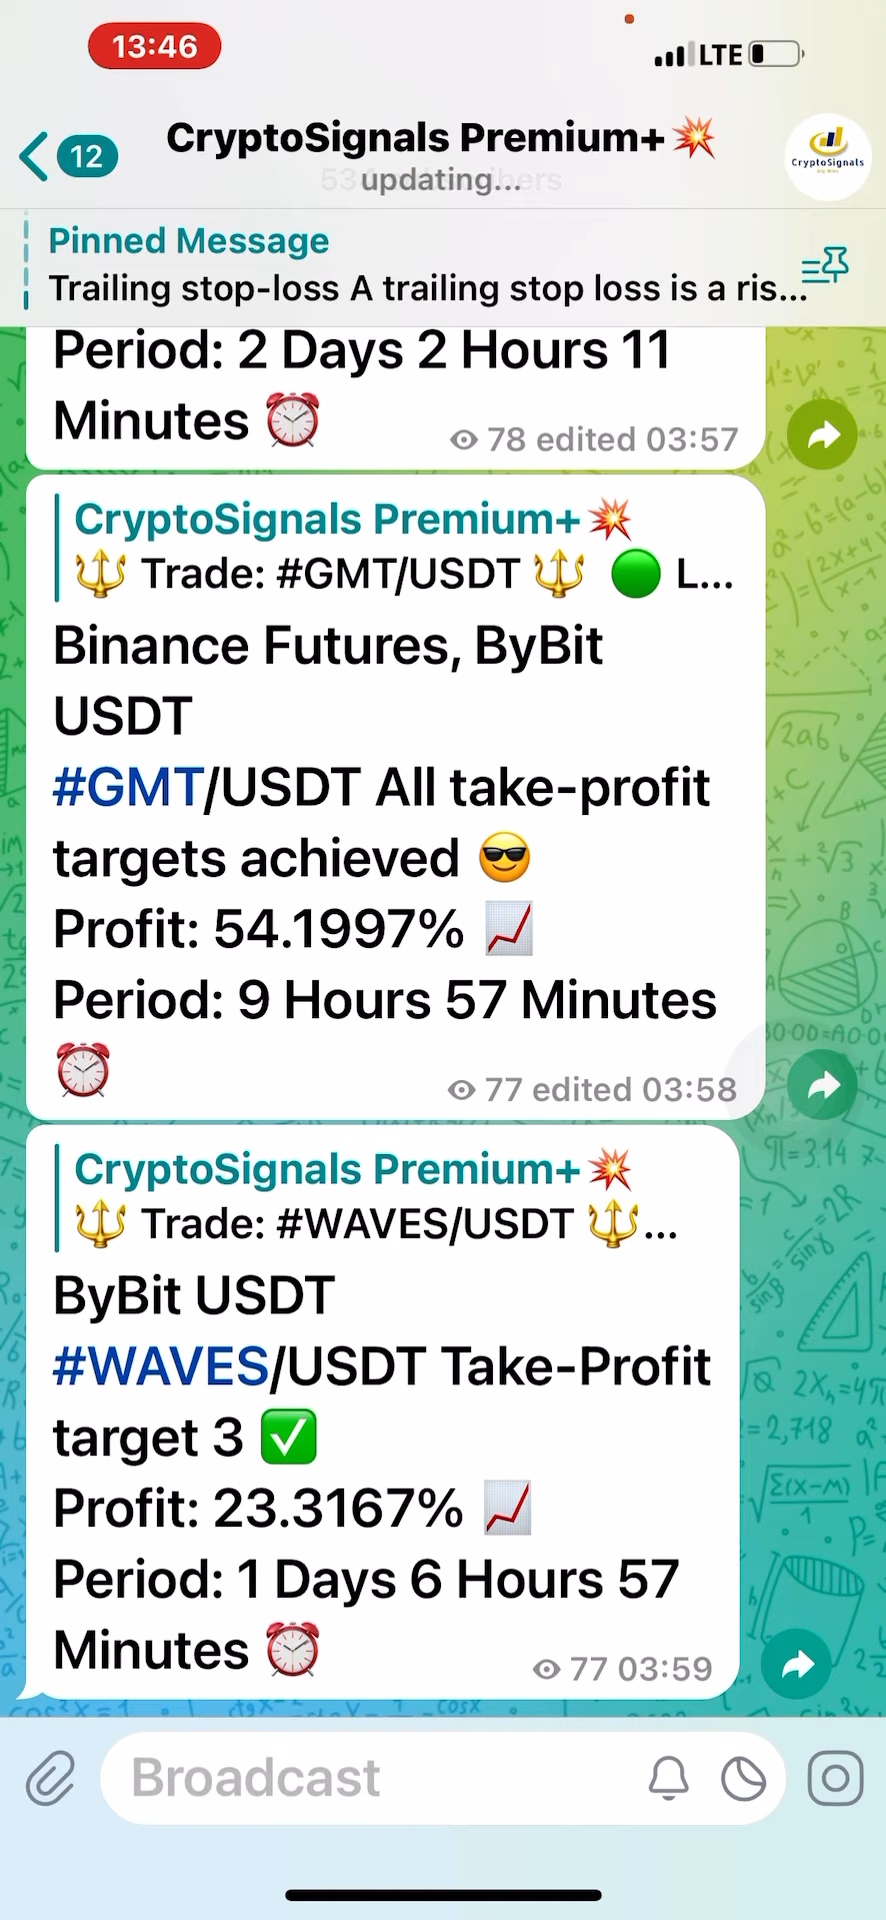 13:46
LTE
12
CryptoSignals Premium+💥
updating...
CryptoSignals
Pinned Message
Trailing stop-loss A trailing stop loss is a ris...
Period: 2 Days 2 Hours 11
Minutes ⏰
78 edited 03:57
CryptoSignals Premium+💥
🔱 Trade: #GMT/USDT 🔱 🟢 L...
Binance Futures, ByBit
USDT
#GMT/USDT All take-profit
targets achieved 😎
Profit: 54.1997% 📈
Period: 9 Hours 57 Minutes
⏰
77 edited 03:58
CryptoSignals Premium+💥
🔱 Trade: #WAVES/USDT 🔱...
ByBit USDT
#WAVES/USDT Take-Profit
target 3 ✅
Profit: 23.3167% 📈
Period: 1 Days 6 Hours 57
Minutes ⏰
77 03:59
Broadcast